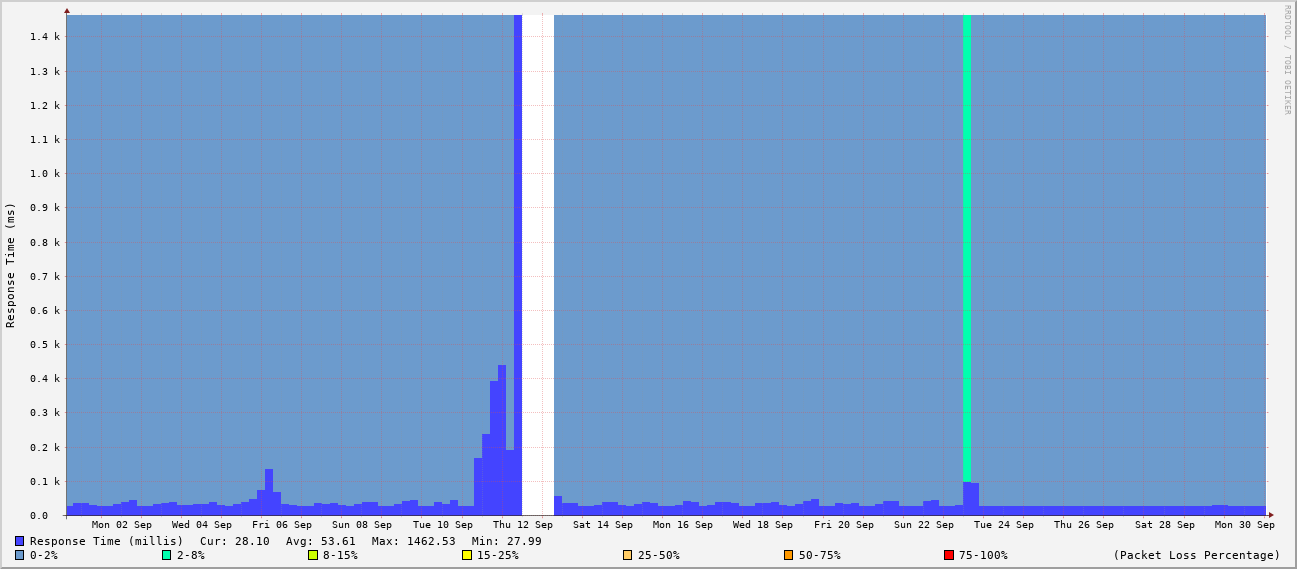 RRDTOOL / TOBI OETIKER
Response Time (ms)
1.4 k
1.3 k
1.2 k
1.1 k
1.0 k
0.9 k
0.8 k
0.7 k
0.6 k
0.5 k
0.4 k
0.3 k
0.2 k
0.1 k
0.0
Mon 02 Sep Wed 04 Sep Fri 06 Sep Sun 08 Sep Tue 10 Sep Thu 12 Sep Sat 14 Sep Mon 16 Sep Wed 18 Sep Fri 20 Sep Sun 22 Sep Tue 24 Sep Thu 26 Sep Sat 28 Sep Mon 30 Sep
Response Time (millis) Cur: 28.10 Avg: 53.61 Max: 1462.53 Min: 27.99
0-2% 2-8% 8-15% 15-25% 25-50% 50-75% 75-100% (Packet Loss Percentage)